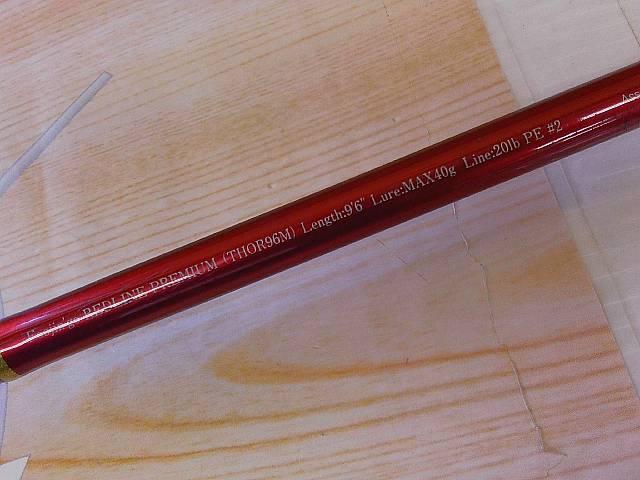 REDLINE PREMIUM (THOR96M) Length:9'6" Lure:MAX40g Line:20lb PE #2